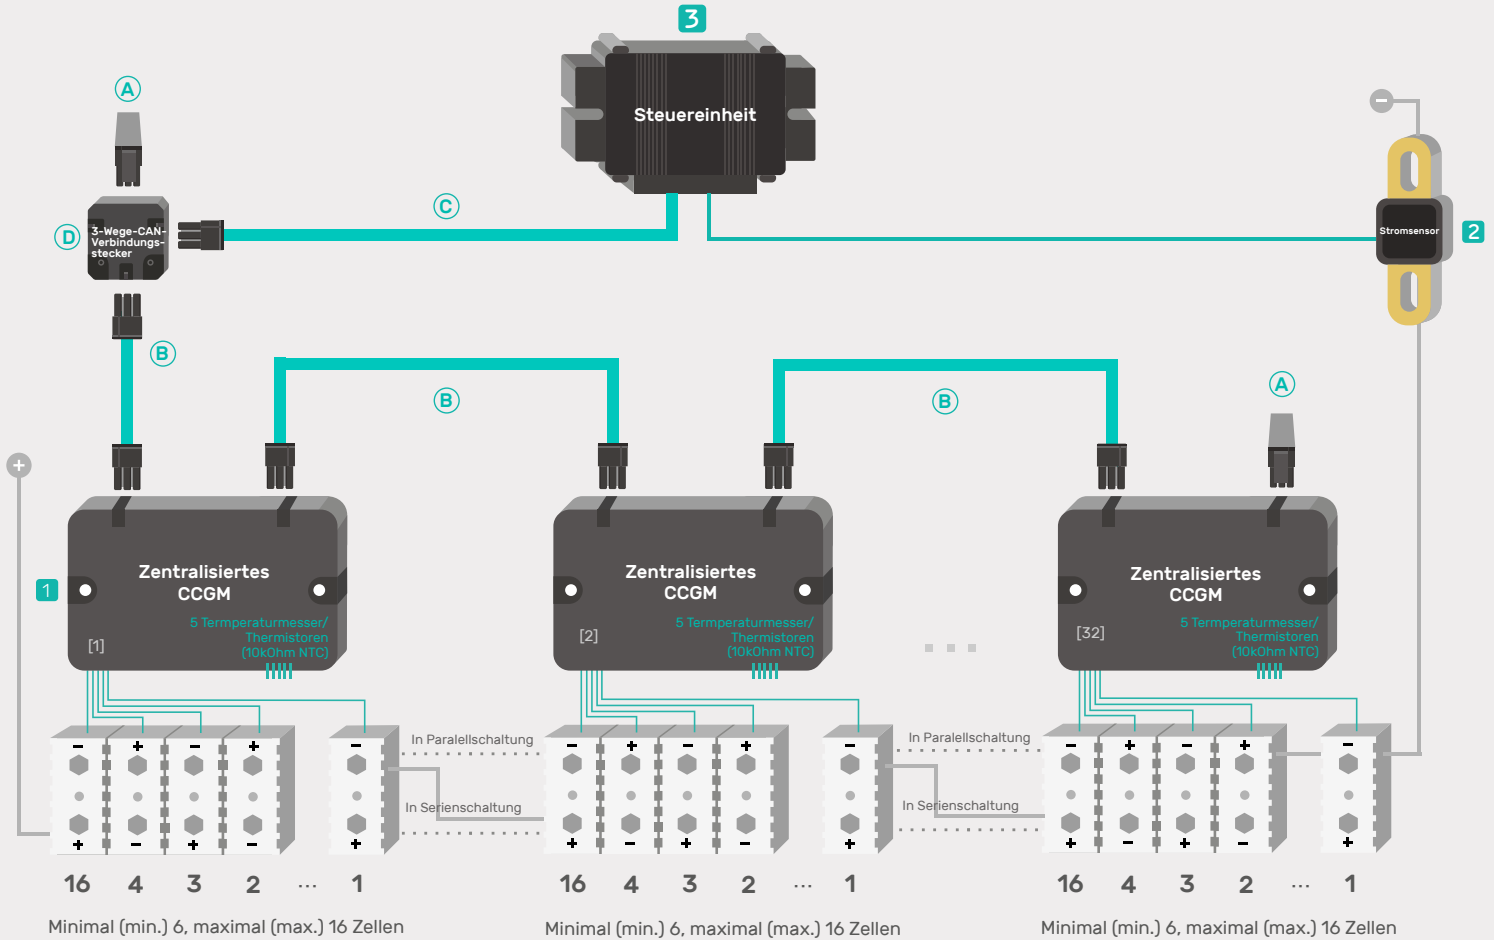 3
Steuereinheit
A
C
D
3-Wege-CAN-
Verbindungs-
stecker
−
Stromsensor
2
B
B
B
A
+
1
Zentralisiertes
CCGM
5 Termperaturmesser/
Thermistoren
(10kOhm NTC)
[1]
Zentralisiertes
CCGM
5 Termperaturmesser/
Thermistoren
(10kOhm NTC)
[2]
Zentralisiertes
CCGM
5 Termperaturmesser/
Thermistoren
(10kOhm NTC)
[32]
...
− + − + −
In Paralellschaltung
− + − + −
In Paralellschaltung
− + − + −
In Serienschaltung
In Serienschaltung
+ − + − +
+ − + − +
+ − + − +
16 4 3 2 ... 1
16 4 3 2 ... 1
16 4 3 2 ... 1
Minimal (min.) 6, maximal (max.) 16 Zellen
Minimal (min.) 6, maximal (max.) 16 Zellen
Minimal (min.) 6, maximal (max.) 16 Zellen